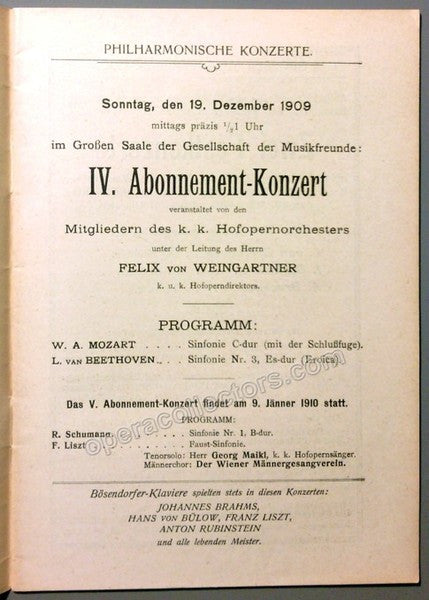 PHILHARMONISCHE KONZERTE.
Sonntag, den 19. Dezember 1909
mittags präzis 1/2 1 Uhr
im Großen Saale der Gesellschaft der Musikfreunde:
IV. Abonnement-Konzert
veranstaltet von den
Mitgliedern des k. k. Hofopernorchesters
unter der Leitung des Herrn
FELIX VON WEINGARTNER
k. u. k. Hofoperndirektors.
PROGRAMM:
W. A. MOZART . . . . Sinfonie C-dur (mit der Schlußfuge).
L. VAN BEETHOVEN . . . Sinfonie Nr. 3, Es-dur (Eroica).
Das V. Abonnement-Konzert findet am 9. Jänner 1910 statt.
PROGRAMM:
R. Schumann . . . . . Sinfonie Nr. 1, B-dur.
F. Liszt . . . . . Faust-Sinfonie.
Tenorsolo: Herr Georg Maikl, k. k. Hofopernsänger.
Männerchor: Der Wiener Männergesangverein.
Bösendorfer-Klaviere spielten stets in diesen Konzerten:
JOHANNES BRAHMS,
HANS VON BÜLOW, FRANZ LISZT,
ANTON RUBINSTEIN
und alle lebenden Meister.
operacollectors.com